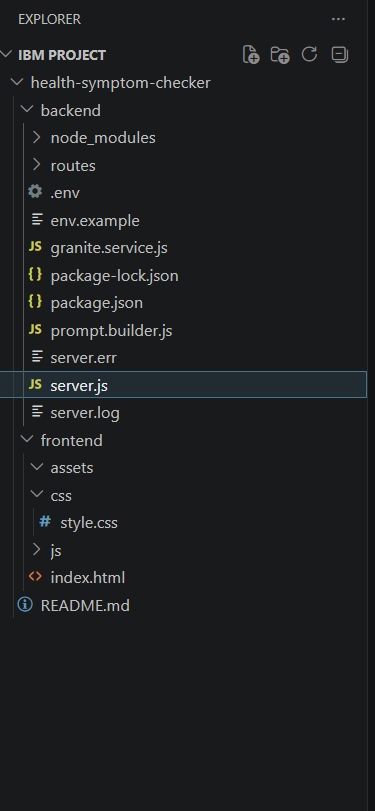 EXPLORER ...
IBM PROJECT
health-symptom-checker
backend
node_modules
routes
.env
env.example
JS granite.service.js
{} package-lock.json
{} package.json
JS prompt.builder.js
server.err
JS server.js
server.log
frontend
assets
css
# style.css
js
<> index.html
README.md